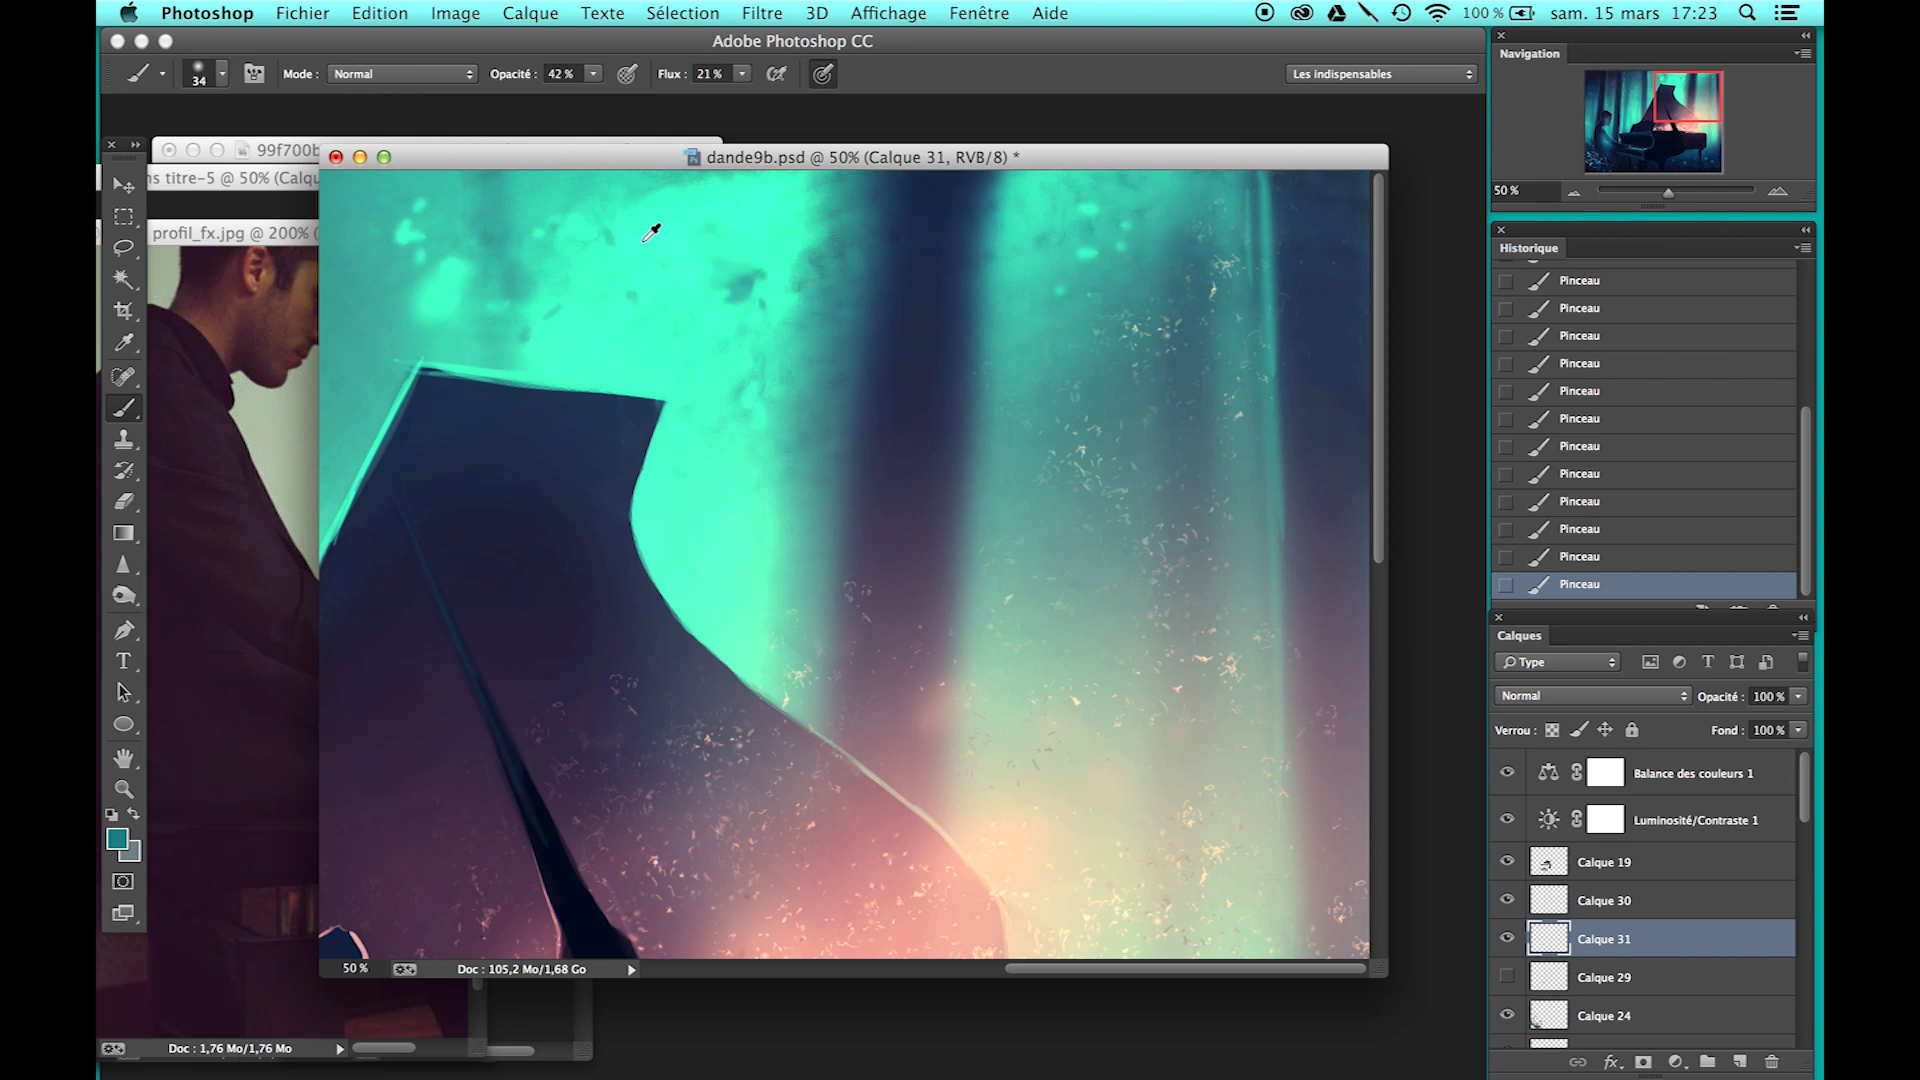 Photoshop Fichier Edition Image Calque Texte Sélection Filtre 3D Affichage Fenêtre Aide 100 % sam. 15 mars 17:23
Adobe Photoshop CC
34 Mode : Normal Opacité : 42 % Flux : 21 % Les indispensables
Navigation
50 %
99f700b
dande9b.psd @ 50% (Calque 31, RVB/8) *
ns titre-5 @ 50% (Calqu
profil_fx.jpg @ 200% (
Historique
Pinceau
Pinceau
Pinceau
Pinceau
Pinceau
Pinceau
Pinceau
Pinceau
Pinceau
Pinceau
Pinceau
Pinceau
Calques
Type
Normal Opacité : 100 %
Verrou : Fond : 100 %
Balance des couleurs 1
Luminosité/Contraste 1
Calque 19
Calque 30
Calque 31
Calque 29
Calque 24
50 % Doc : 105,2 Mo/1,68 Go
Doc : 1,76 Mo/1,76 Mo